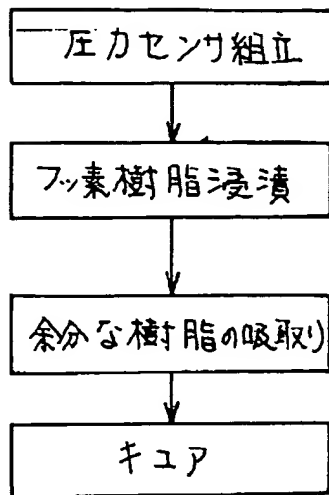 圧力センサ組立
フッ素樹脂浸漬
余分な樹脂の吸取り
キュア